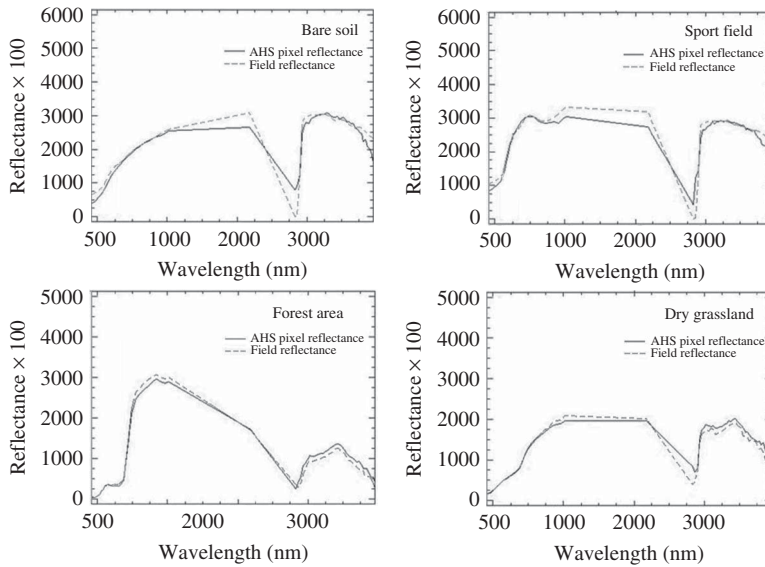 Bare soil
AHS pixel reflectance
Field reflectance
Reflectance × 100
6000
5000
4000
3000
2000
1000
0
500
1000
2000
3000
Wavelength (nm)
Sport field
AHS pixel reflectance
Field reflectance
Reflectance × 100
6000
5000
4000
3000
2000
1000
0
500
1000
2000
3000
Wavelength (nm)
Forest area
AHS pixel reflectance
Field reflectance
Reflectance × 100
5000
4000
3000
2000
1000
0
500
2000
3000
Wavelength (nm)
Dry grassland
AHS pixel reflectance
Field reflectance
Reflectance × 100
5000
4000
3000
2000
1000
0
500
1000
2000
3000
Wavelength (nm)